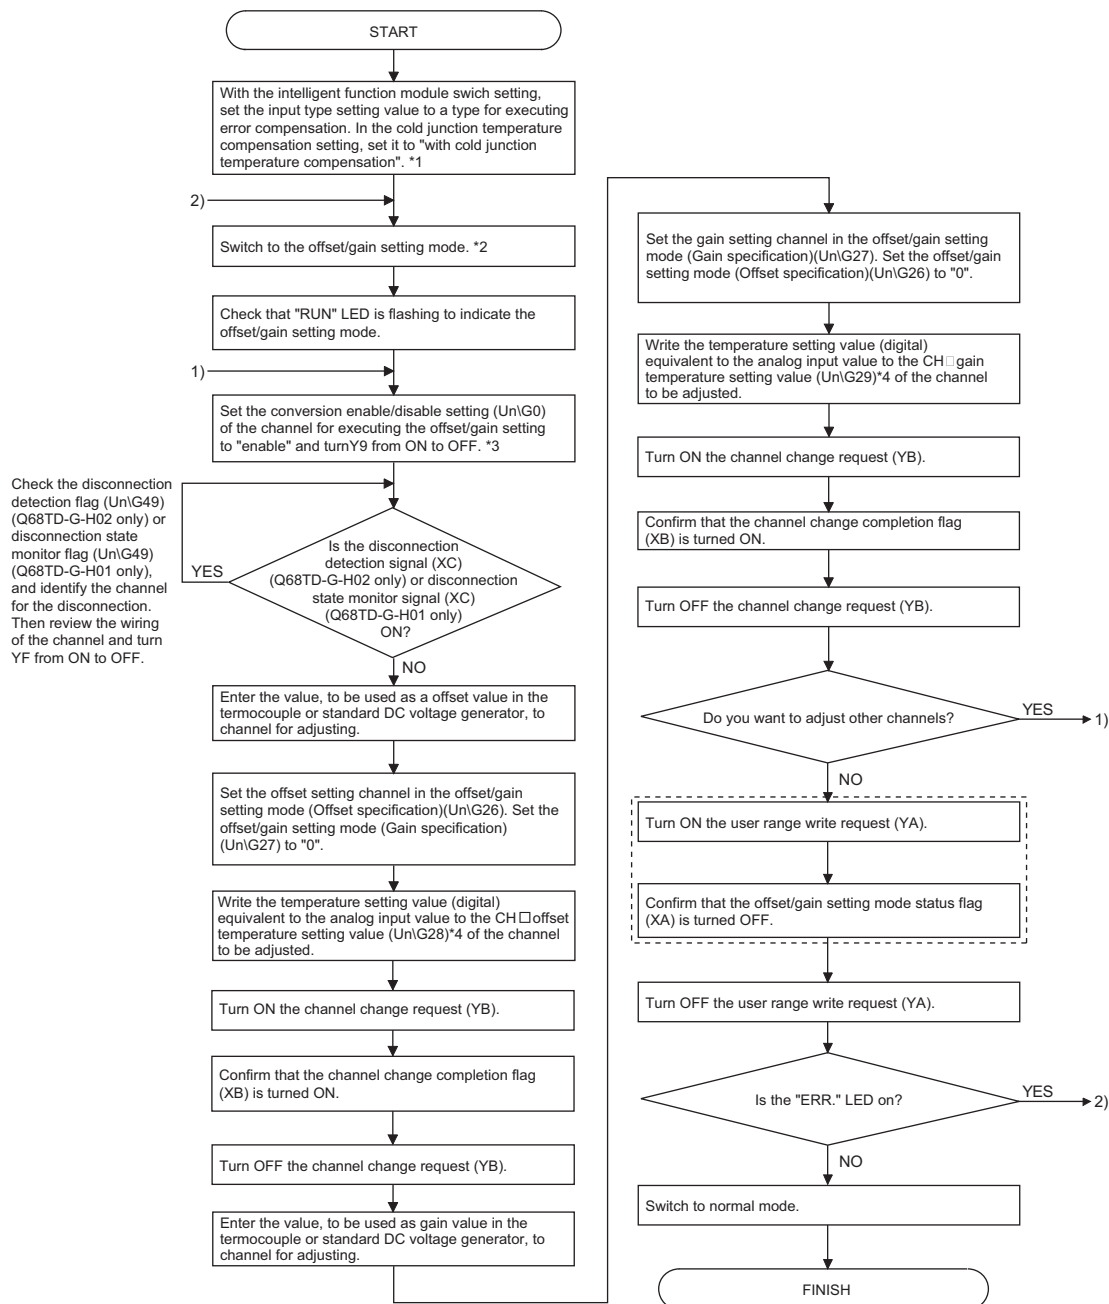 START
With the intelligent function module swich setting,
set the input type setting value to a type for executing
error compensation. In the cold junction temperature
compensation setting, set it to "with cold junction
temperature compensation". *1
2)
Switch to the offset/gain setting mode. *2
Check that "RUN" LED is flashing to indicate the
offset/gain setting mode.
1)
Set the conversion enable/disable setting (Un\G0)
of the channel for executing the offset/gain setting
to "enable" and turnY9 from ON to OFF. *3
Check the disconnection
detection flag (Un\G49)
(Q68TD-G-H02 only) or
disconnection state
monitor flag (Un\G49)
(Q68TD-G-H01 only),
and identify the channel
for the disconnection.
Then review the wiring
of the channel and turn
YF from ON to OFF.
YES
Is the disconnection
detection signal (XC)
(Q68TD-G-H02 only) or disconnection
state monitor signal (XC)
(Q68TD-G-H01 only)
ON?
NO
Enter the value, to be used as a offset value in the
termocouple or standard DC voltage generator, to
channel for adjusting.
Set the offset setting channel in the offset/gain
setting mode (Offset specification)(Un\G26). Set the
offset/gain setting mode (Gain specification)
(Un\G27) to "0".
Write the temperature setting value (digital)
equivalent to the analog input value to the CH□offset
temperature setting value (Un\G28)*4 of the channel
to be adjusted.
Turn ON the channel change request (YB).
Confirm that the channel change completion flag
(XB) is turned ON.
Turn OFF the channel change request (YB).
Enter the value, to be used as gain value in the
termocouple or standard DC voltage generator, to
channel for adjusting.
Set the gain setting channel in the offset/gain setting
mode (Gain specification)(Un\G27). Set the offset/gain
setting mode (Offset specification)(Un\G26) to "0".
Write the temperature setting value (digital)
equivalent to the analog input value to the CH□gain
temperature setting value (Un\G29)*4 of the channel
to be adjusted.
Turn ON the channel change request (YB).
Confirm that the channel change completion flag
(XB) is turned ON.
Turn OFF the channel change request (YB).
Do you want to adjust other channels?
YES
1)
NO
Turn ON the user range write request (YA).
Confirm that the offset/gain setting mode status flag
(XA) is turned OFF.
Turn OFF the user range write request (YA).
Is the "ERR." LED on?
YES
2)
NO
Switch to normal mode.
FINISH